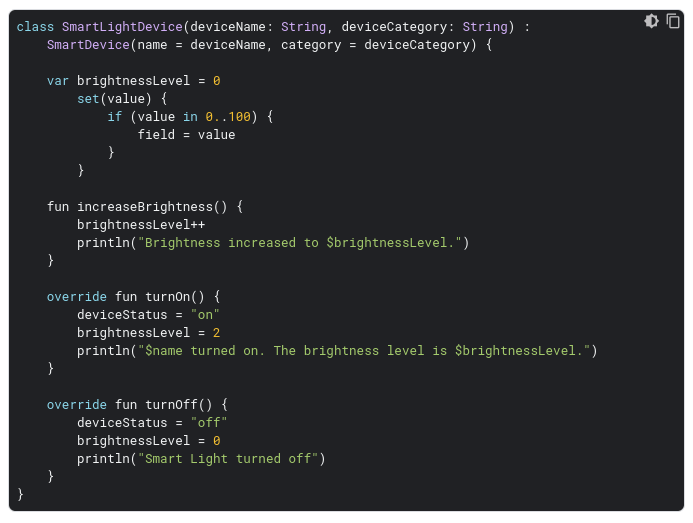 class SmartLightDevice(deviceName: String, deviceCategory: String) :
    SmartDevice(name = deviceName, category = deviceCategory) {

    var brightnessLevel = 0
        set(value) {
            if (value in 0..100) {
                field = value
            }
        }

    fun increaseBrightness() {
        brightnessLevel++
        println("Brightness increased to $brightnessLevel.")
    }

    override fun turnOn() {
        deviceStatus = "on"
        brightnessLevel = 2
        println("$name turned on. The brightness level is $brightnessLevel.")
    }

    override fun turnOff() {
        deviceStatus = "off"
        brightnessLevel = 0
        println("Smart Light turned off")
    }
}